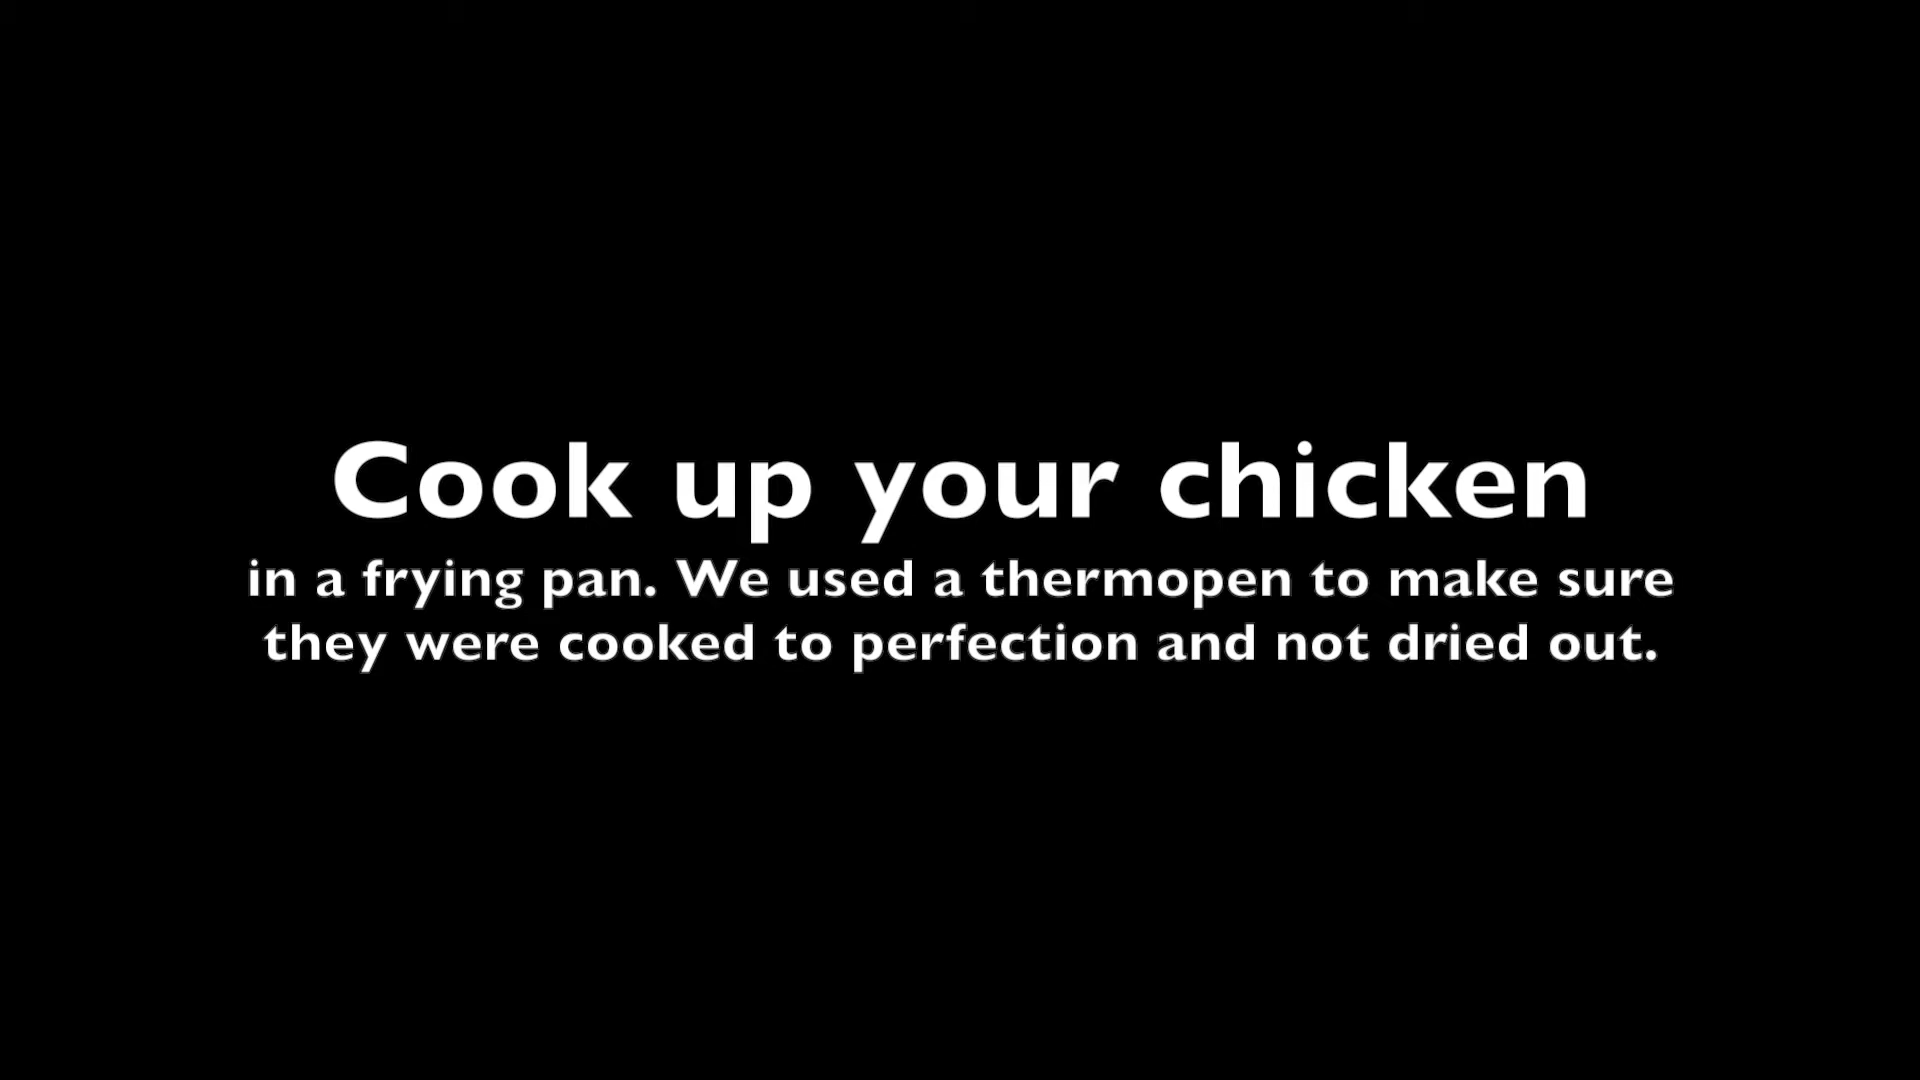 Cook up your chicken
in a frying pan. We used a thermopen to make sure
they were cooked to perfection and not dried out.